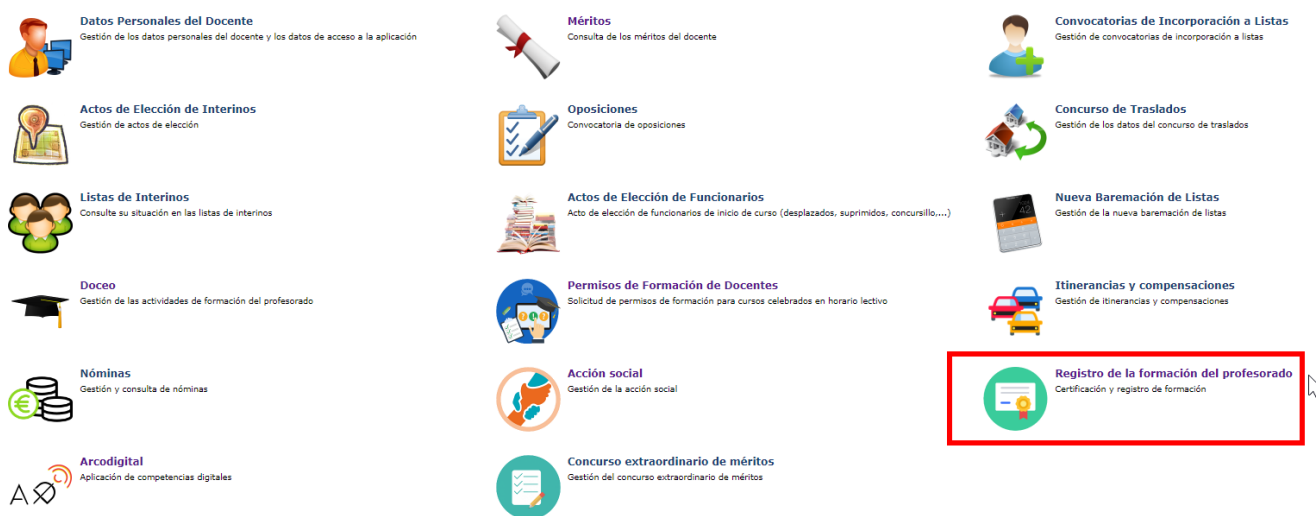 Datos Personales del Docente
Gestión de los datos personales del docente y los datos de acceso a la aplicación
Méritos
Consulta de los méritos del docente
Convocatorias de Incorporación a Listas
Gestión de convocatorias de incorporación a listas
Actos de Elección de Interinos
Gestión de actos de elección
Oposiciones
Convocatoria de oposiciones
Concurso de Traslados
Gestión de los datos del concurso de traslados
Listas de Interinos
Consulte su situación en las listas de interinos
Actos de Elección de Funcionarios
Acto de elección de funcionarios de inicio de curso (desplazados, suprimidos, concursillo,...)
Nueva Baremación de Listas
Gestión de la nueva baremación de listas
Doceo
Gestión de las actividades de formación del profesorado
Permisos de Formación de Docentes
Solicitud de permisos de formación para cursos celebrados en horario lectivo
Itinerancias y compensaciones
Gestión de itinerancias y compensaciones
Nóminas
Gestión y consulta de nóminas
Acción social
Gestión de la acción social
Registro de la formación del profesorado
Certificación y registro de formación
Arcodigital
Aplicación de competencias digitales
Concurso extraordinario de méritos
Gestión del concurso extraordinario de méritos